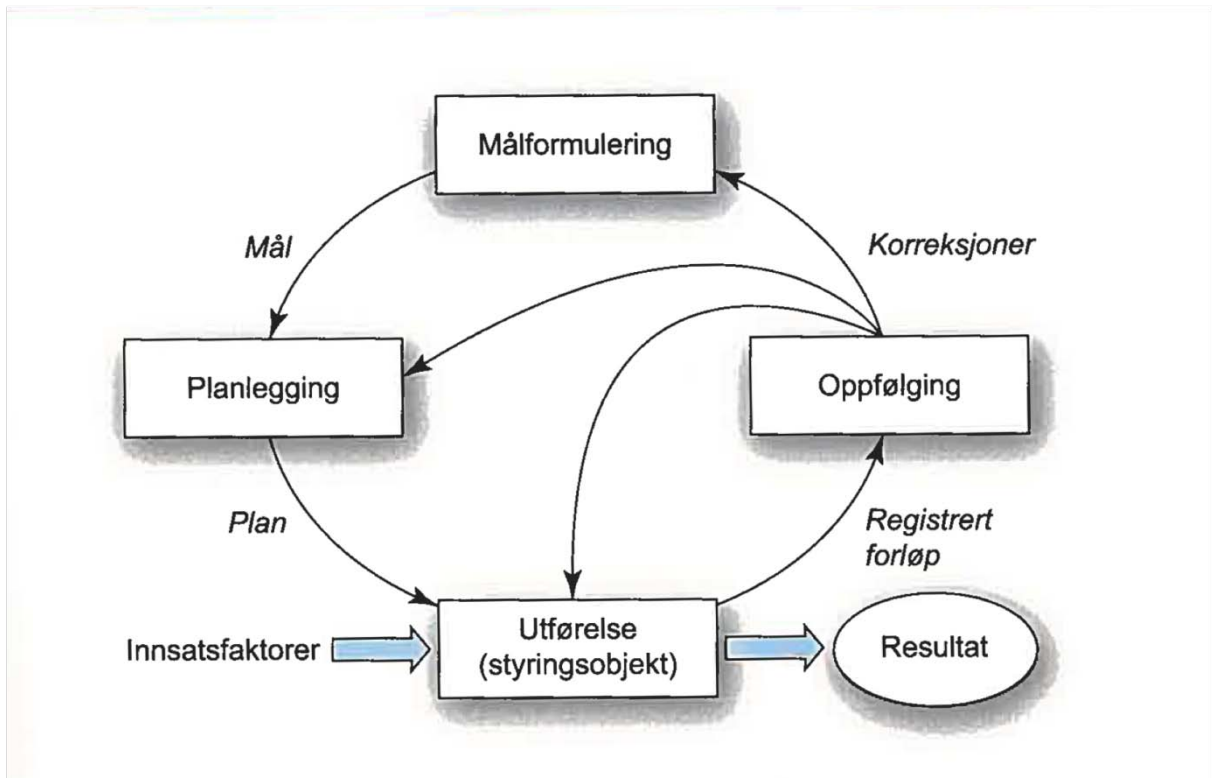 Målformulering
Mål
Korreksjoner
Planlegging
Oppfølging
Plan
Registrert
forløp
Innsatsfaktorer
Utførelse
(styringsobjekt)
Resultat